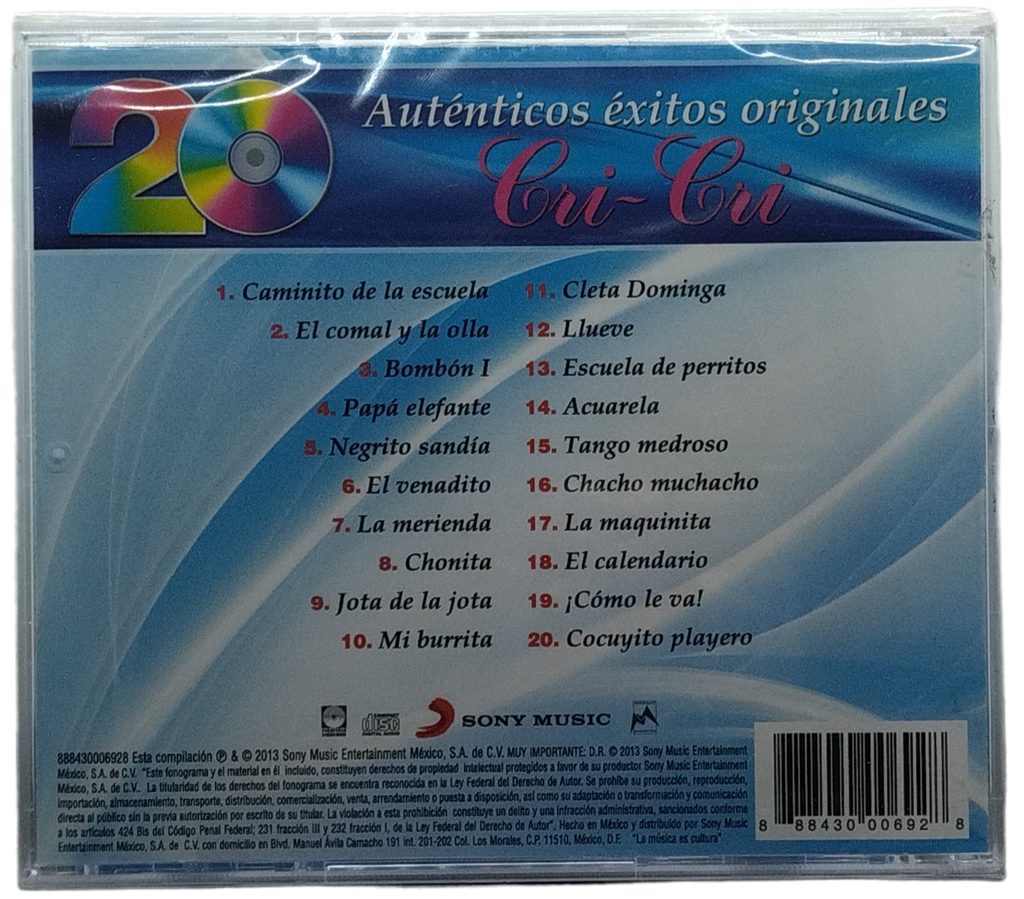 20 Auténticos éxitos originales
Cri-Cri
1. Caminito de la escuela
2. El comal y la olla
3. Bombón I
4. Papá elefante
5. Negrito sandía
6. El venadito
7. La merienda
8. Chonita
9. Jota de la jota
10. Mi burrita
11. Cleta Dominga
12. Llueve
13. Escuela de perritos
14. Acuarela
15. Tango medroso
16. Chacho muchacho
17. La maquinita
18. El calendario
19. ¡Cómo le va!
20. Cocuyito playero
COMPACT
disc
DIGITAL AUDIO
SONY MUSIC
888430006928 Esta compilación ℗ & © 2013 Sony Music Entertainment México, S.A. de C.V. MUY IMPORTANTE: D.R. © 2013 Sony Music Entertainment
México, S.A. de C.V. "Este fonograma y el material en él incluido, constituyen derechos de propiedad intelectual protegidos a favor de su productor Sony Music Entertainment
México, S.A. de C.V.. La titularidad de los derechos del fonograma se encuentra reconocida en la Ley Federal del Derecho de Autor. Se prohíbe su producción, reproducción,
importación, almacenamiento, transporte, distribución, comercialización, venta, arrendamiento o puesta a disposición, así como su adaptación o transformación y comunicación
directa al público sin la previa autorización por escrito de su titular. La violación a esta prohibición constituye un delito y una infracción administrativa, sancionados conforme
a los artículos 424 Bis del Código Penal Federal; 231 fracción III y 232 fracción I, de la Ley Federal del Derecho de Autor". Hecho en México y distribuido por Sony Music
Entertainment México, S.A. de C.V. con domicilio en Blvd. Manuel Ávila Camacho 191 int. 201-202 Col. Los Morales, C.P. 11510, México, D.F. "La música es cultura"
8 88430 00692 8